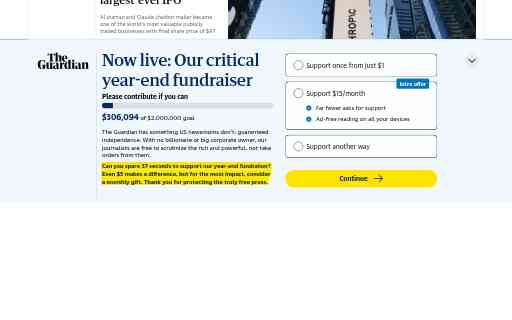 largest ever IPO
AI startup and Claude chatbot maker became
one of the world's most valuable publicly
traded businesses with final share price of $97
HROPIC
The
Guardian
Now live: Our critical
year-end fundraiser
Please contribute if you can
$306,094 of $2,000,000 goal
The Guardian has something US newsrooms don't: guaranteed
independence. With no billionaire or big corporate owner, our
journalists are free to scrutinize the rich and powerful, not take
orders from them.
Can you spare 37 seconds to support our year-end fundraiser?
Even $5 makes a difference, but for the most impact, consider
a monthly gift. Thank you for protecting the truly free press.
Support once from just $1
Intro offer
Support $15/month
Far fewer asks for support
Ad-free reading on all your devices
Support another way
Continue